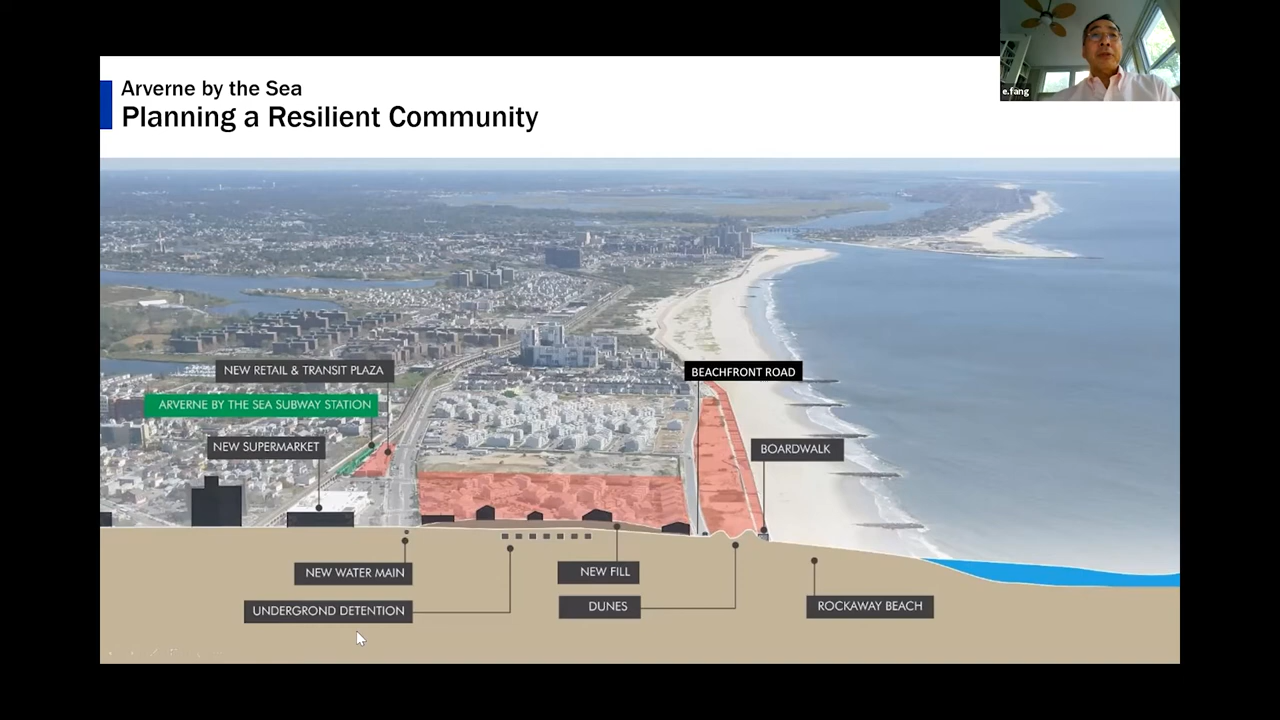 Arverne by the Sea
Planning a Resilient Community
e.fang
NEW RETAIL & TRANSIT PLAZA
BEACHFRONT ROAD
ARVERNE BY THE SEA SUBWAY STATION
NEW SUPERMARKET
BOARDWALK
NEW WATER MAIN
NEW FILL
UNDERGROND DETENTION
DUNES
ROCKAWAY BEACH